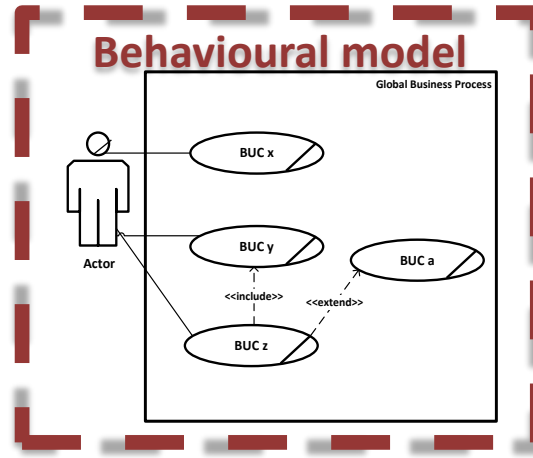 Behavioural model
Global Business Process
BUC x
BUC y
BUC a
Actor
<<include>>
<<extend>>
BUC z